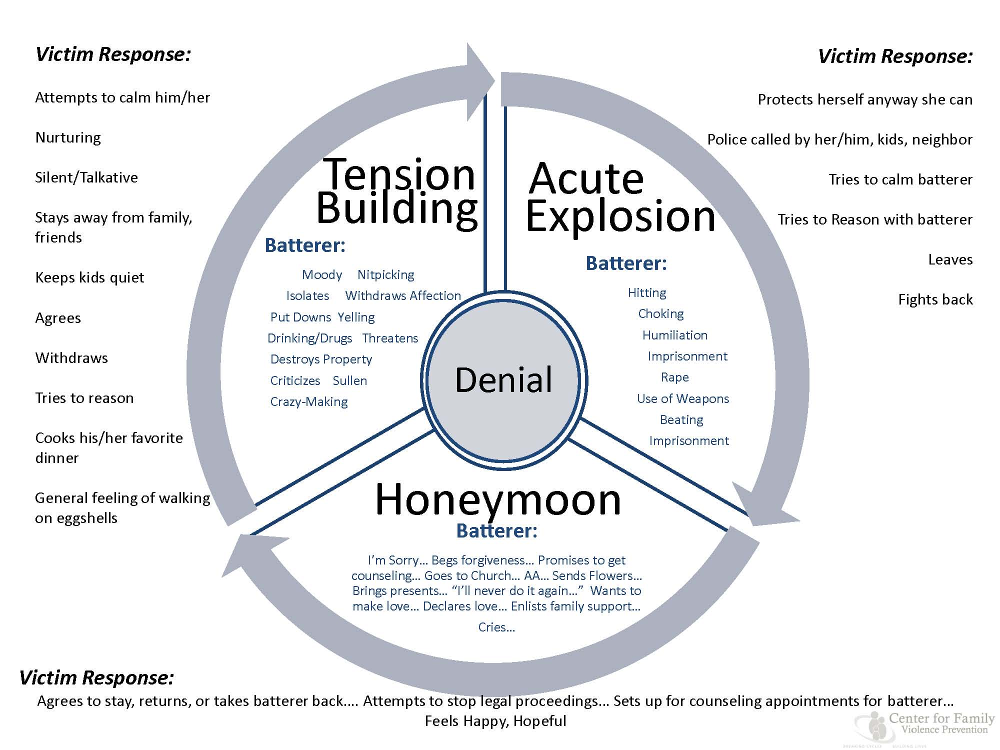 Victim Response:
Attempts to calm him/her
Nurturing
Silent/Talkative
Stays away from family,
friends
Keeps kids quiet
Agrees
Withdraws
Tries to reason
Cooks his/her favorite
dinner
General feeling of walking
on eggshells
Tension
Building
Batterer:
Moody Nitpicking
Isolates Withdraws Affection
Put Downs Yelling
Drinking/Drugs Threatens
Destroys Property
Criticizes Sullen
Crazy-Making
Acute
Explosion
Batterer:
Hitting
Choking
Humiliation
Imprisonment
Rape
Use of Weapons
Beating
Imprisonment
Victim Response:
Protects herself anyway she can
Police called by her/him, kids, neighbor
Tries to calm batterer
Tries to Reason with batterer
Leaves
Fights back
Denial
Honeymoon
Batterer:
I’m Sorry… Begs forgiveness… Promises to get
counseling… Goes to Church… AA… Sends Flowers…
Brings presents… “I’ll never do it again…” Wants to
make love… Declares love… Enlists family support…
Cries…
Victim Response:
Agrees to stay, returns, or takes batterer back…. Attempts to stop legal proceedings… Sets up for counseling appointments for batterer…
Feels Happy, Hopeful
Center for Family
Violence Prevention
BREAKING CYCLES BUILDING LIVES